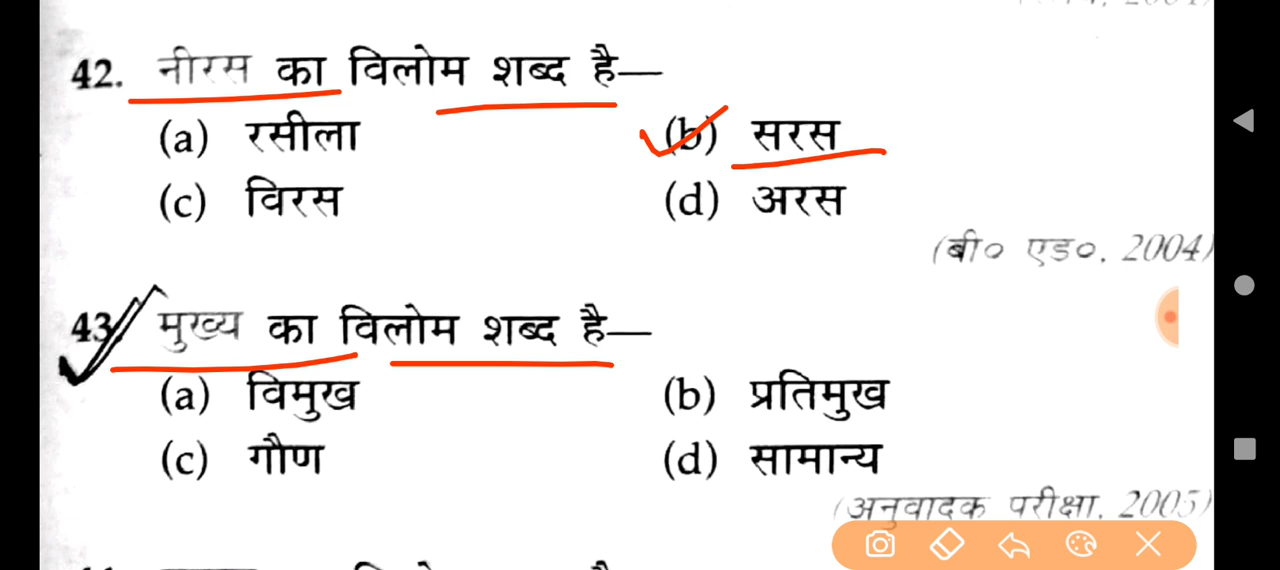 42. नीरस का विलोम शब्द है—
(a) रसीला (b) सरस
(c) विरस (d) अरस
(बी० एड०, 2004)
43. मुख्य का विलोम शब्द है—
(a) विमुख (b) प्रतिमुख
(c) गौण (d) सामान्य
(अनुवादक परीक्षा, 2005)